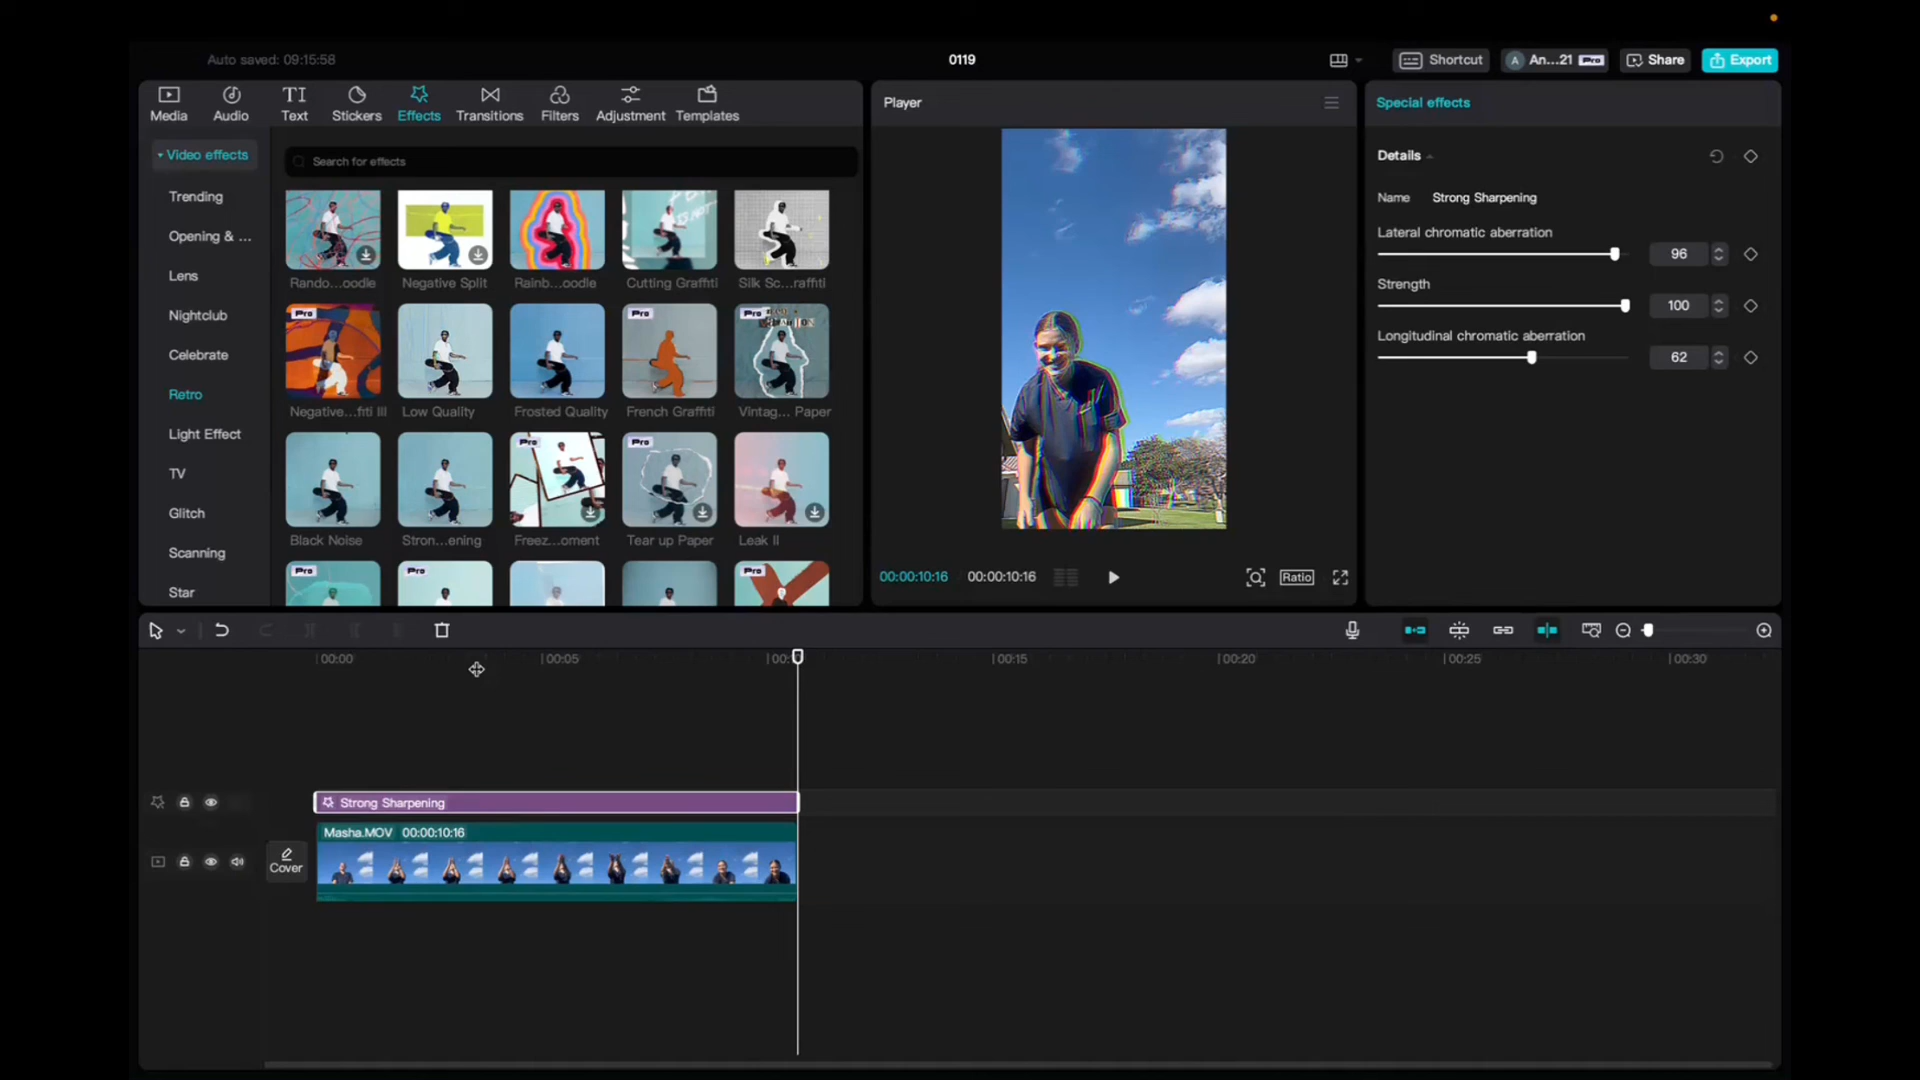 Auto saved: 09:15:58
0119
Shortcut
A An...21 Pro
Share
Export
Media
Audio
TI
Text
Stickers
Effects
Transitions
Filters
Adjustment
Templates
Player
Special effects
Video effects
Search for effects
Trending
Opening & ...
Lens
Nightclub
Celebrate
Retro
Light Effect
TV
Glitch
Scanning
Star
Rando...oodle
Negative Split
Rainb...oodle
Cutting Graffiti
Silk Sc...raffiti
Pro
Pro
Pro
Negative...fiti III
Low Quality
Frosted Quality
French Graffiti
Vintag... Paper
Pro
Pro
Black Noise
Stron...ening
Freez...oment
Tear up Paper
Leak II
Pro
Pro
Pro
Details
Name Strong Sharpening
Lateral chromatic aberration
96
Strength
100
Longitudinal chromatic aberration
62
00:00:10:16
00:00:10:16
Ratio
00:00
00:05
00:15
00:20
00:25
00:30
Strong Sharpening
Masha.MOV 00:00:10:16
Cover